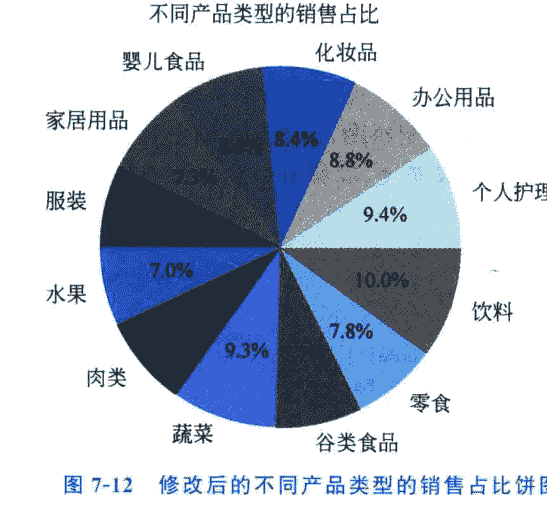 不同产品类型的销售占比
婴儿食品
化妆品
家居用品
办公用品
8.4%
8.8%
7.3%
服装
个人护理
9.4%
7.0%
10.0%
水果
饮料
9.3%
7.8%
肉类
零食
蔬菜
谷类食品
图 7-12 修改后的不同产品类型的销售占比饼图